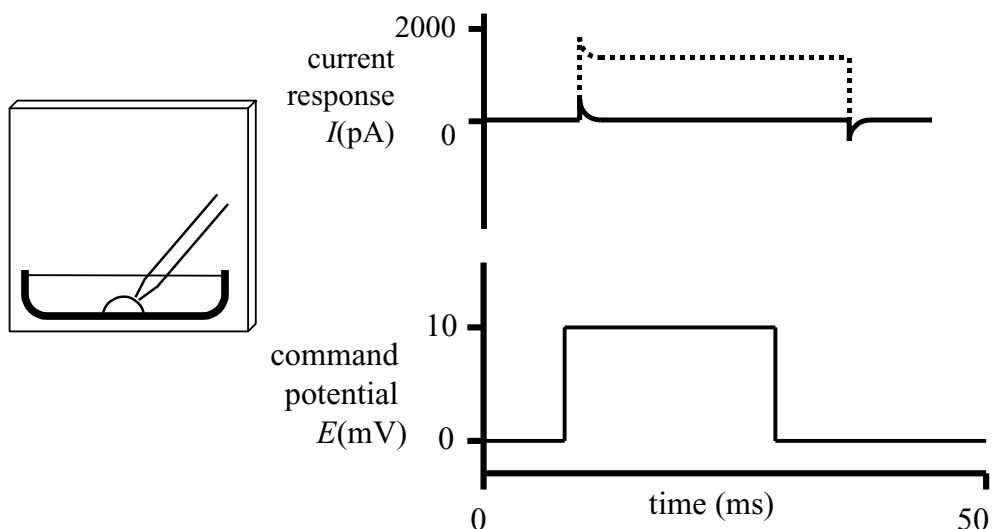 2000
current
response
I(pA)
0
10
command
potential
E(mV)
0
time (ms)
0
50